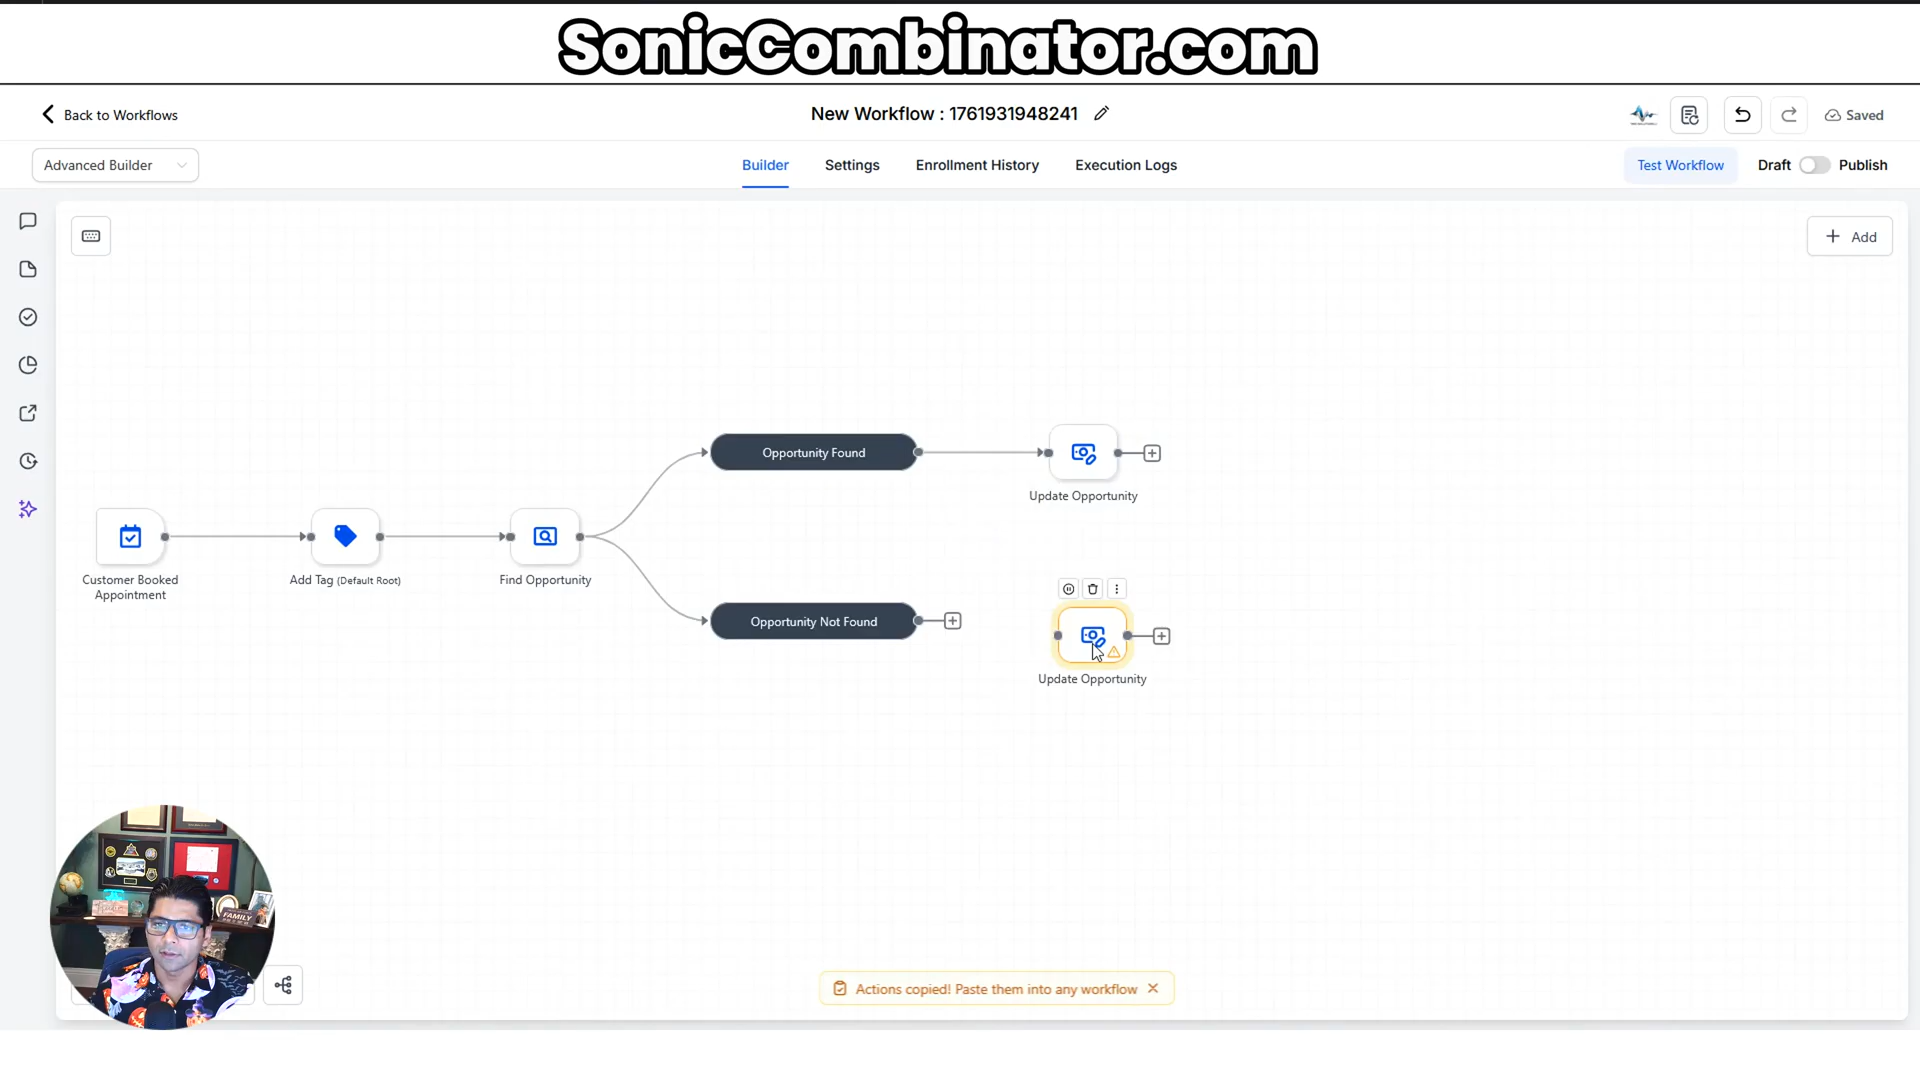 SonicCombinator.com
Back to Workflows
New Workflow : 1761931948241
Saved
Advanced Builder
Builder
Settings
Enrollment History
Execution Logs
Test Workflow
Draft
Publish
Add
Opportunity Found
Update Opportunity
Customer Booked
Appointment
Add Tag (Default Root)
Find Opportunity
Opportunity Not Found
Update Opportunity
FAMILY
Actions copied! Paste them into any workflow